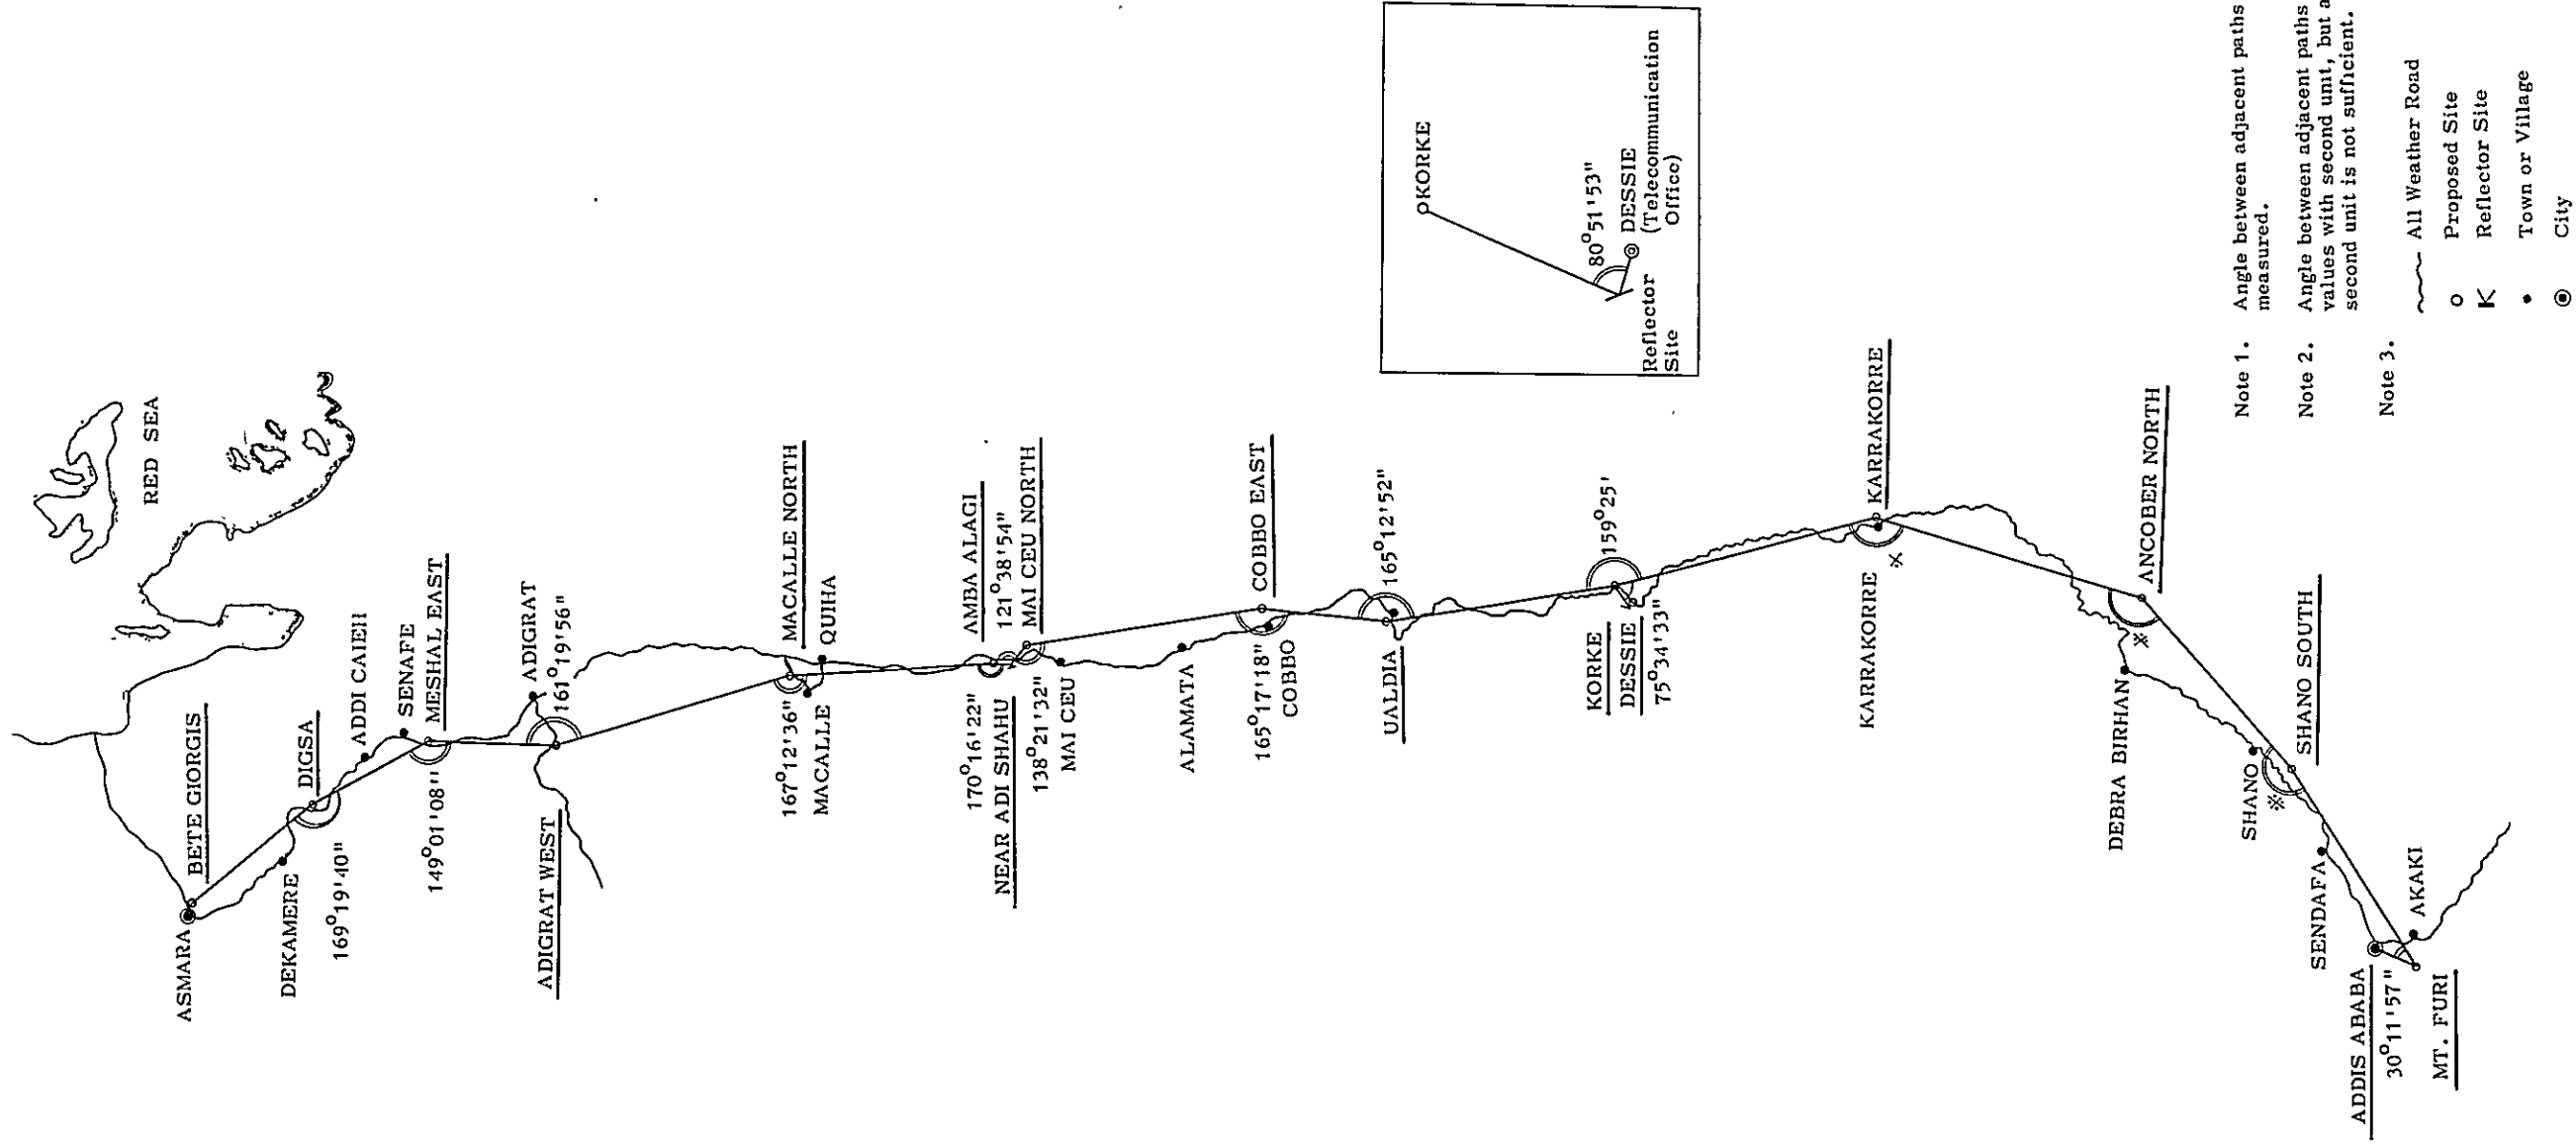 RED SEA
ASMARA
BETE GIORGIS
DEKAMERE
DIGSA
169°19'40"
ADDI CAIEH
SENAFE
MESHAL EAST
149°01'08"
ADIGRAT
161°19'56"
ADIGRAT WEST
MACALLE NORTH
QUIHA
167°12'36"
MACALLE
AMBA ALAGI
121°38'54"
MAI CEU NORTH
170°16'22"
NEAR ADI SHAHU
138°21'32"
MAI CEU
ALAMATA
COBBO EAST
165°17'18"
COBBO
165°12'52"
UALDIA
159°25'
KORKE
DESSIE
75°34'33"
KARRAKORRE
KARRAKORRE
※
ANCOBER NORTH
※
DEBRA BIRHAN
SHANO SOUTH
SHANO
※
SENDAFA
AKAKI
ADDIS ABABA
30°11'57"
MT. FURI
KORKE
80°51'53"
DESSIE
(Telecommunication
Office)
Reflector
Site
Note 1. Angle between adjacent paths
measured.
Note 2. Angle between adjacent paths
values with second unit, but a
second unit is not sufficient.
Note 3.
All Weather Road
Proposed Site
Reflector Site
Town or Village
City